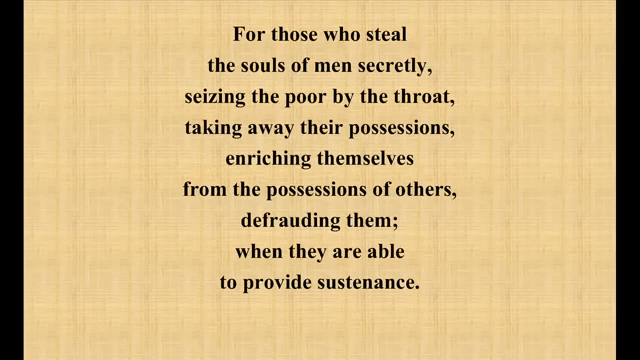 For those who steal
the souls of men secretly,
seizing the poor by the throat,
taking away their possessions,
enriching themselves
from the possessions of others,
defrauding them;
when they are able
to provide sustenance.